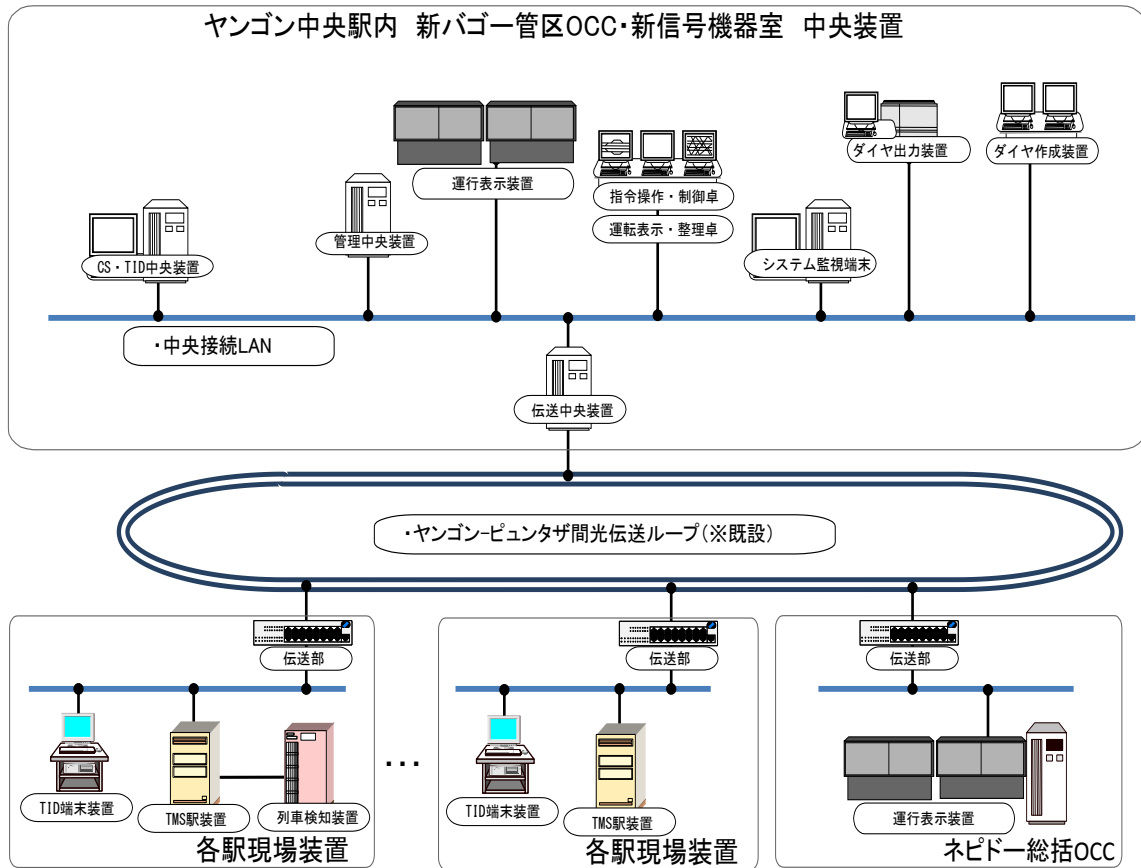 ヤンゴン中央駅内 新バゴー管区OCC・新信号機器室 中央装置
運行表示装置
指令操作・制御卓
運転表示・整理卓
ダイヤ出力装置
ダイヤ作成装置
CS・TID中央装置
管理中央装置
システム監視端末
・中央接続LAN
伝送中央装置
・ヤンゴン-ピュンタザ間光伝送ループ(※既設)
伝送部
伝送部
伝送部
TID端末装置
TMS駅装置
列車検知装置
各駅現場装置
・・・
TID端末装置
TMS駅装置
各駅現場装置
運行表示装置
ネピドー総括OCC